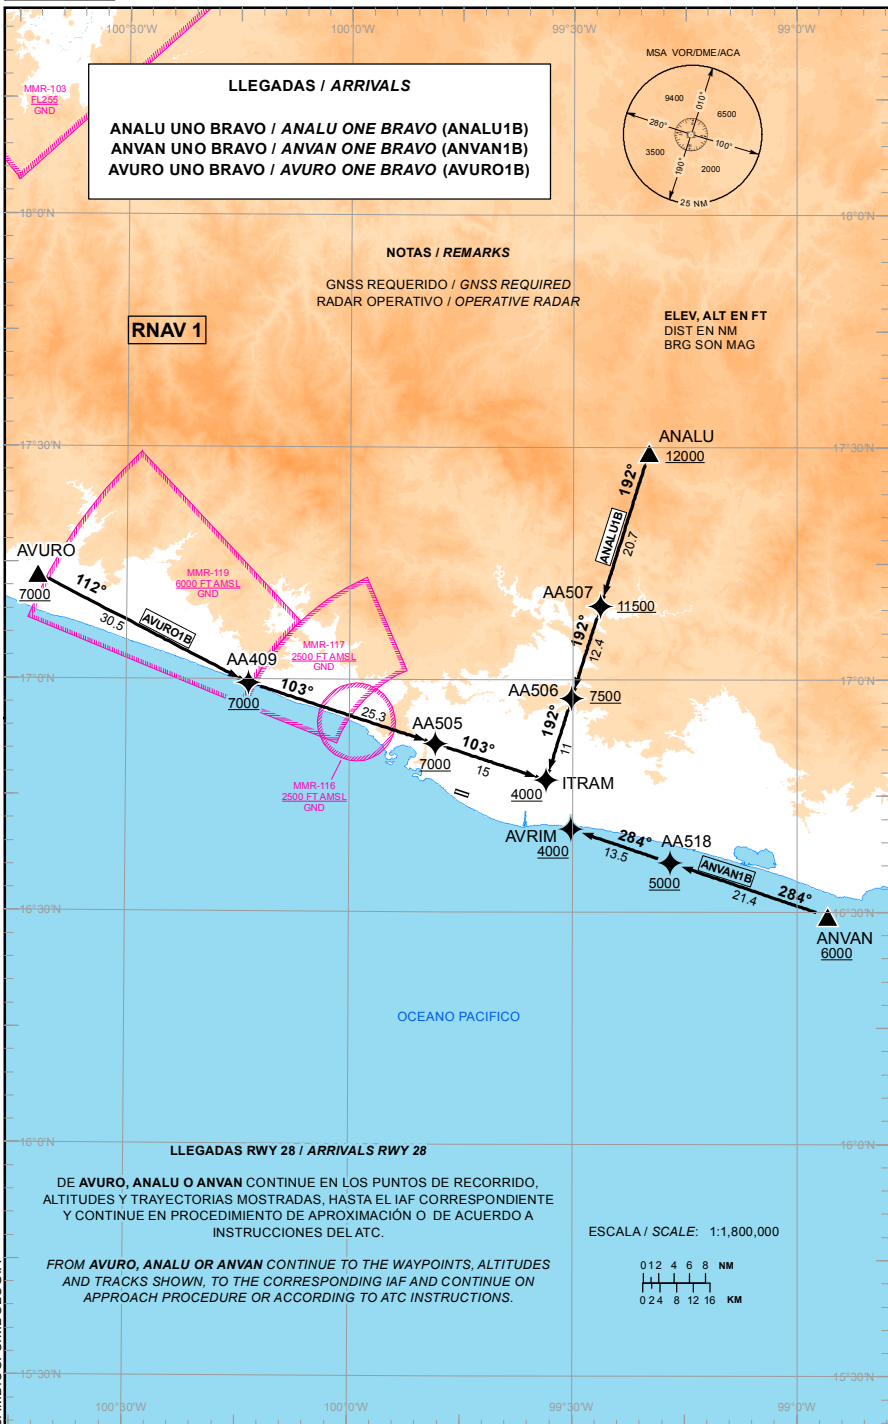 100°30'W
100°0'W
99°30'W
99°0'W
MMR-103
FL255
GND
LLEGADAS / ARRIVALS
ANALU UNO BRAVO / ANALU ONE BRAVO (ANALU1B)
ANVAN UNO BRAVO / ANVAN ONE BRAVO (ANVAN1B)
AVURO UNO BRAVO / AVURO ONE BRAVO (AVURO1B)
MSA VOR/DME/ACA
9400
010°
6500
280°
100°
3500
190°
2000
25 NM
18°0'N
18°0'N
NOTAS / REMARKS
GNSS REQUERIDO / GNSS REQUIRED
RADAR OPERATIVO / OPERATIVE RADAR
RNAV 1
ELEV, ALT EN FT
DIST EN NM
BRG SON MAG
17°30'N
17°30'N
ANALU
12000
192°
ANALU1B
20.7
AVURO
7000
112°
30.5
AVURO1B
MMR-119
6000 FT AMSL
GND
AA507
11500
192°
12.4
MMR-117
2500 FT AMSL
GND
AA409
7000
103°
25.3
17°0'N
17°0'N
AA506
7500
192°
11
AA505
7000
103°
15
ITRAM
4000
MMR-116
2500 FT AMSL
GND
AVRIM
4000
284°
13.5
AA518
5000
ANVAN1B
21.4
284°
16°30'N
16°30'N
ANVAN
6000
OCEANO PACIFICO
16°0'N
16°0'N
LLEGADAS RWY 28 / ARRIVALS RWY 28
DE AVURO, ANALU O ANVAN CONTINUE EN LOS PUNTOS DE RECORRIDO,
ALTITUDES Y TRAYECTORIAS MOSTRADAS, HASTA EL IAF CORRESPONDIENTE
Y CONTINUE EN PROCEDIMIENTO DE APROXIMACIÓN O DE ACUERDO A
INSTRUCCIONES DEL ATC.
FROM AVURO, ANALU OR ANVAN CONTINUE TO THE WAYPOINTS, ALTITUDES
AND TRACKS SHOWN, TO THE CORRESPONDING IAF AND CONTINUE ON
APPROACH PROCEDURE OR ACCORDING TO ATC INSTRUCTIONS.
ESCALA / SCALE: 1:1,800,000
0 1 2 4 6 8 NM
0 2 4 8 12 16 KM
15°30'N
15°30'N
100°30'W
100°0'W
99°30'W
99°0'W